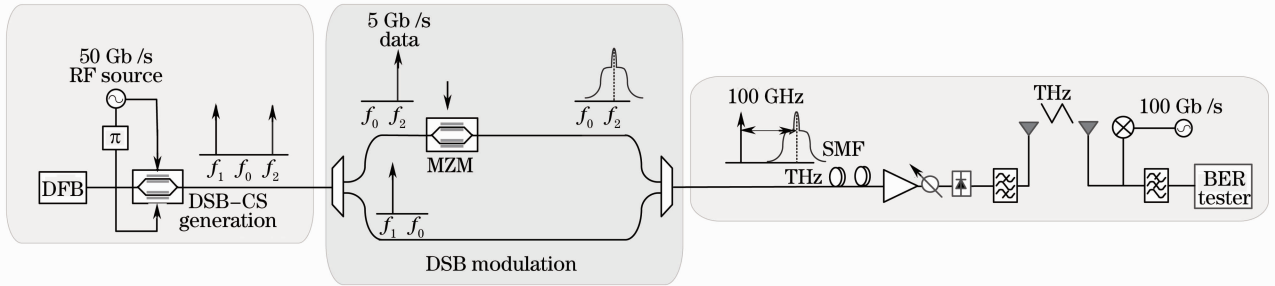 50 Gb /s
RF source
π
DFB
f₁ f₀ f₂
DSB–CS
generation
5 Gb /s
data
f₀ f₂
MZM
f₁ f₀
f₀ f₂
DSB modulation
100 GHz
THz
SMF
THz
100 Gb /s
BER
tester